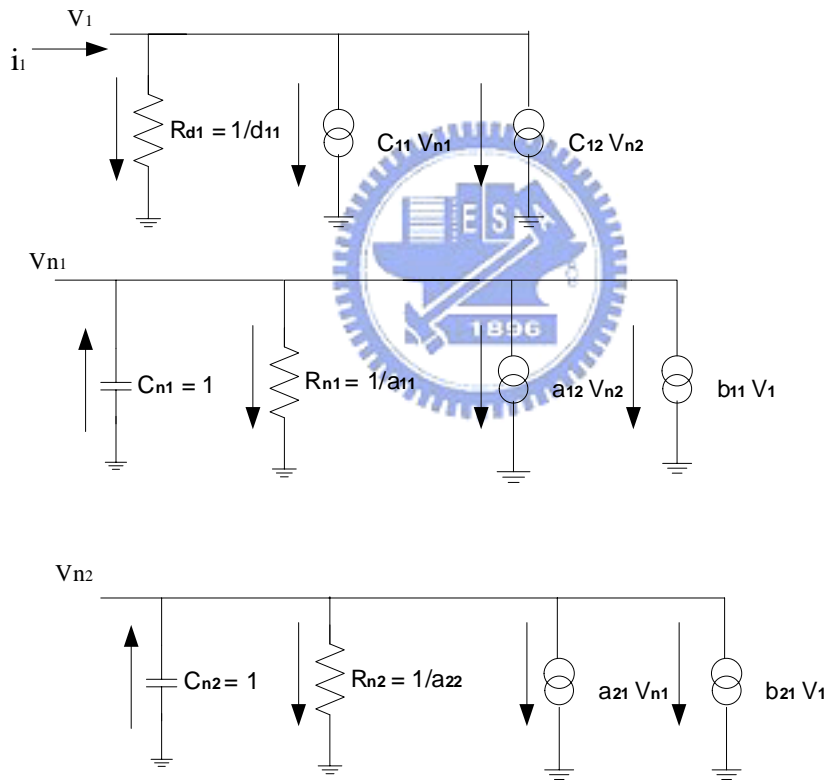 V1
i1
Rd1 = 1/d11
C11 Vn1
C12 Vn2
E S
Vn1
1896
Cn1 = 1
Rn1 = 1/a11
a12 Vn2
b11 V1
Vn2
Cn2 = 1
Rn2 = 1/a22
a21 Vn1
b21 V1